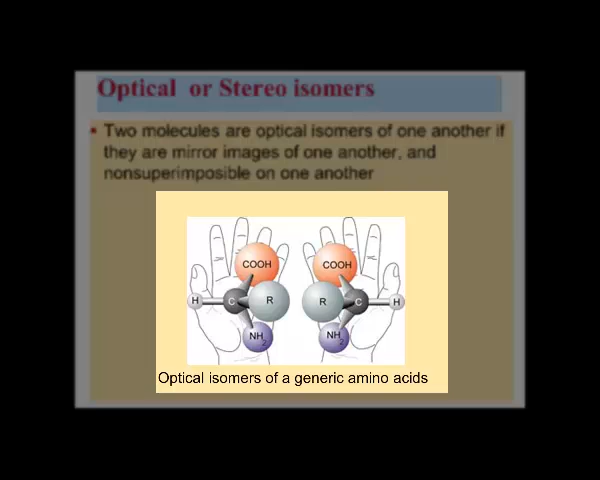 Optical or Stereo isomers
Two molecules are optical isomers of one another if
they are mirror images of one another, and
nonsuperimposible on one another
COOH COOH
H C R R C H
NH2 NH2
Optical isomers of a generic amino acids